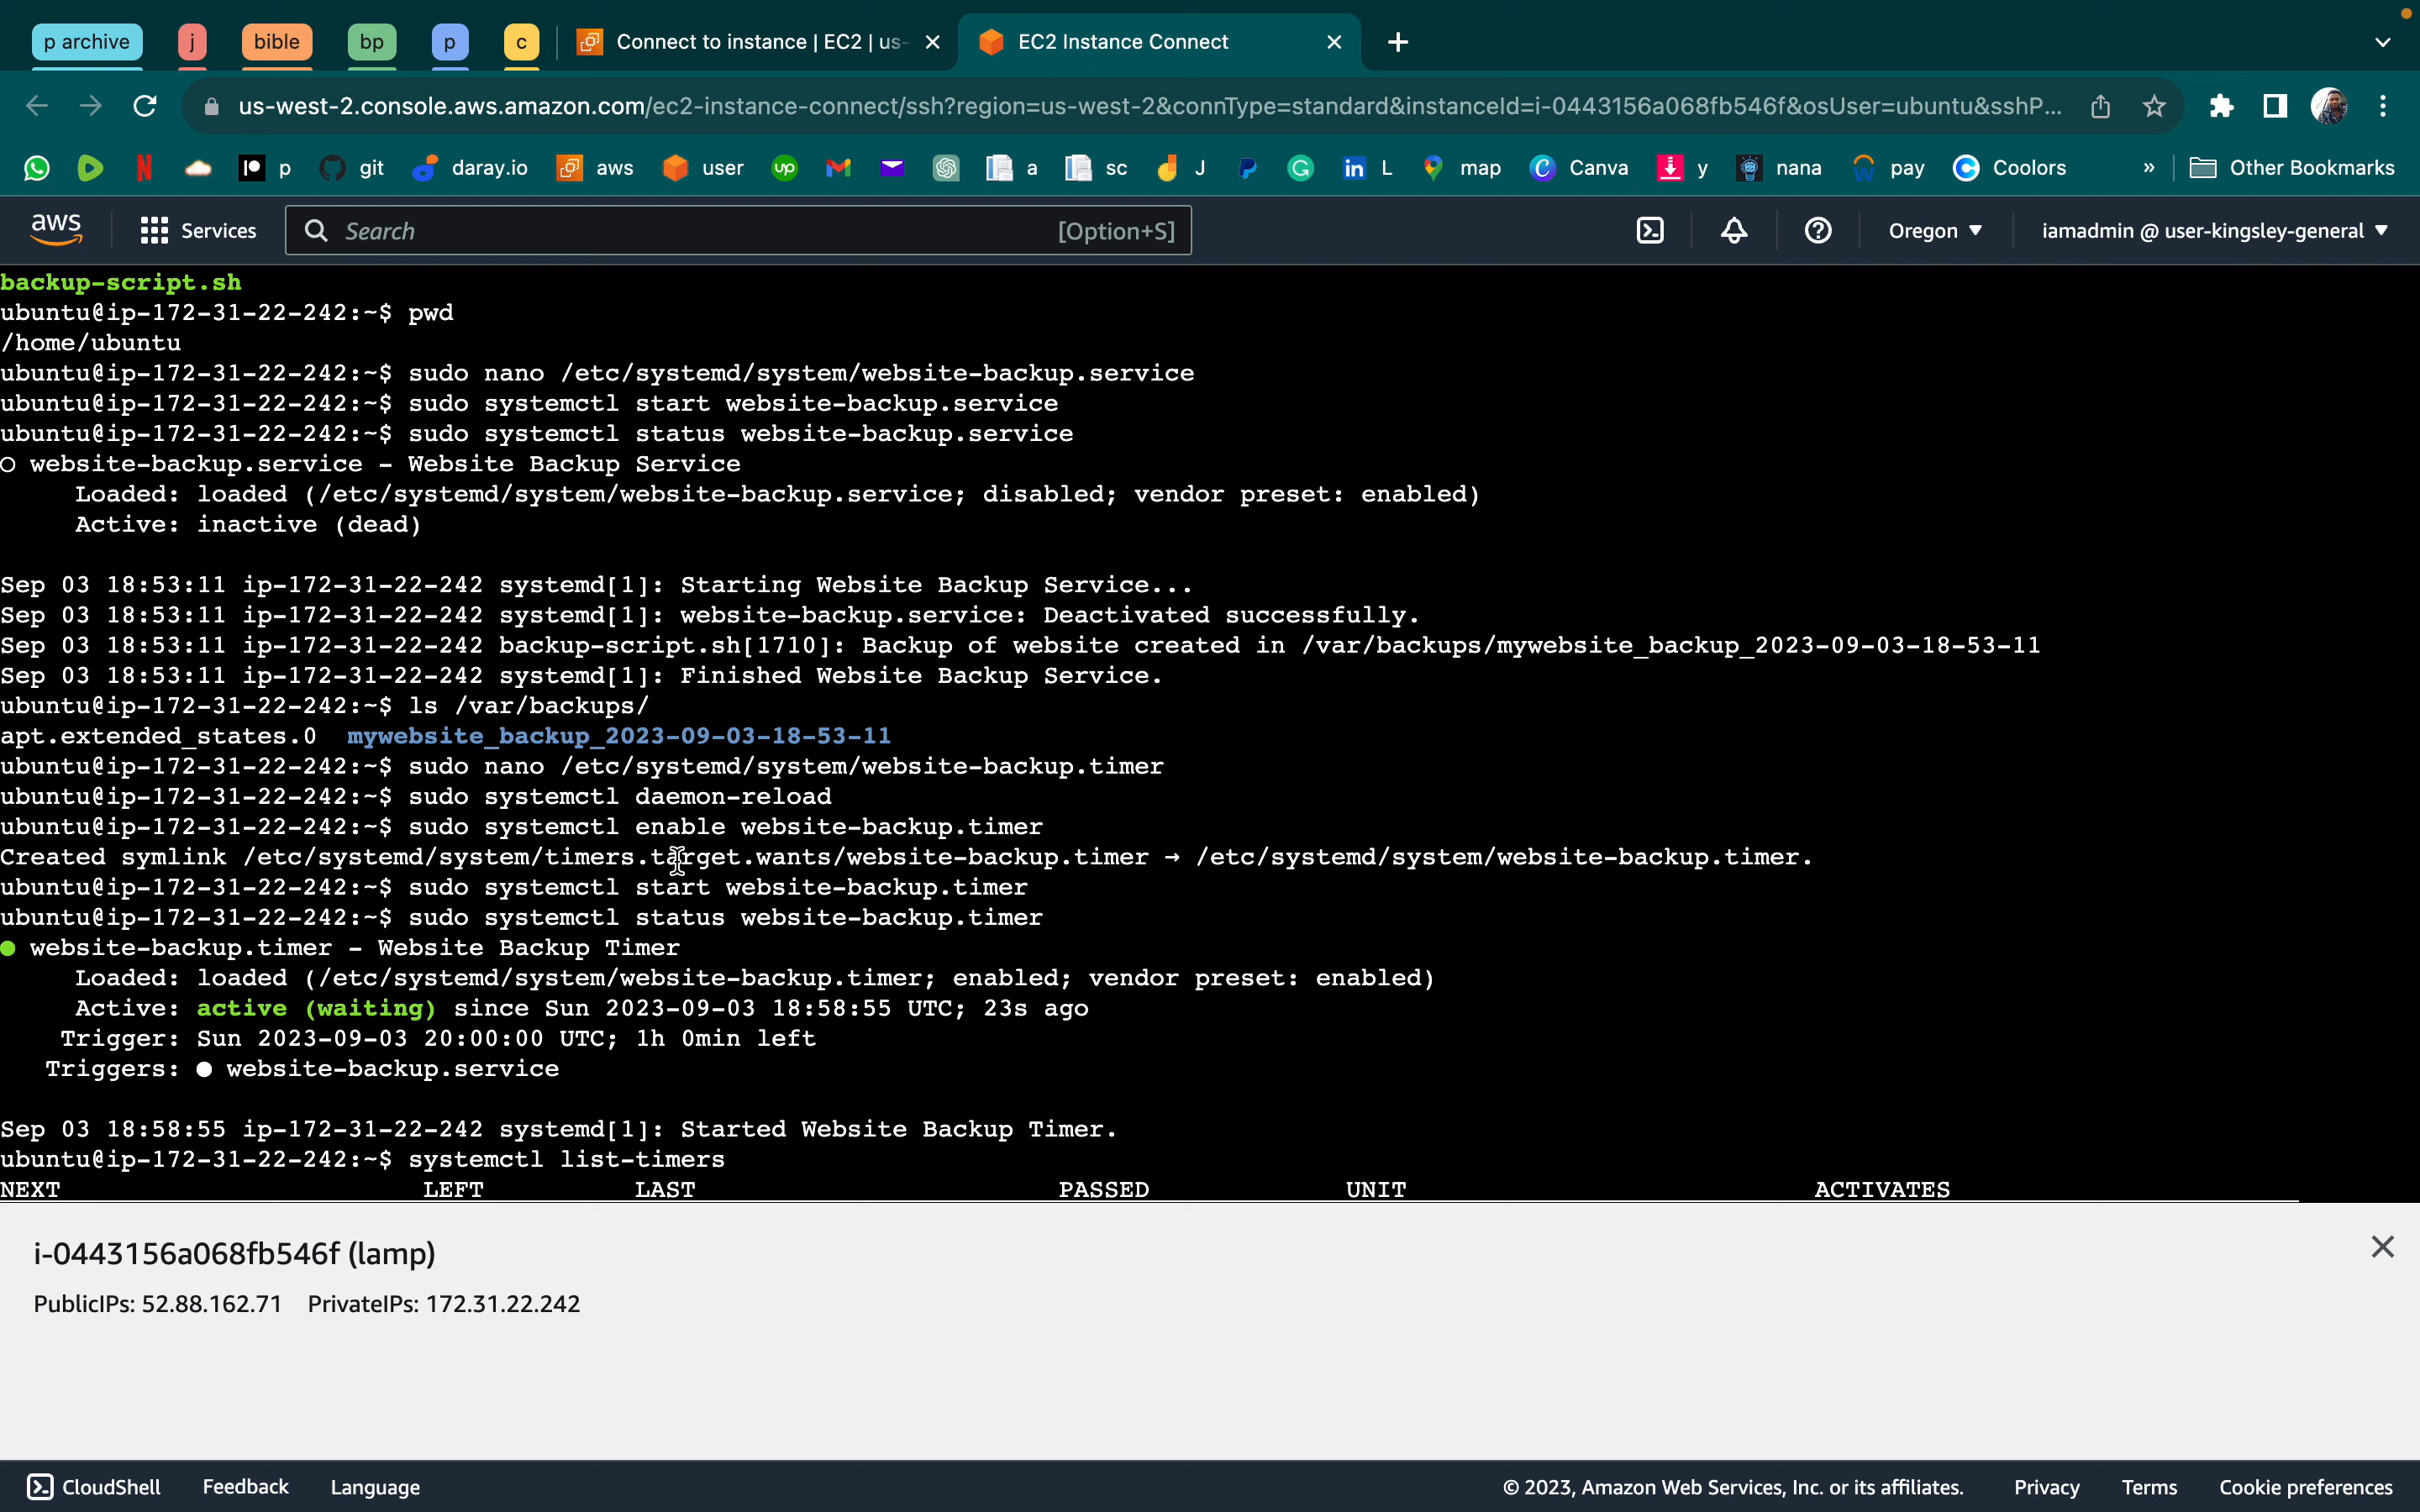 p archive j bible bp p c Connect to instance | EC2 | us- EC2 Instance Connect
us-west-2.console.aws.amazon.com/ec2-instance-connect/ssh?region=us-west-2&connType=standard&instanceId=i-0443156a068fb546f&osUser=ubuntu&sshP...
p git daray.io aws user up a sc J L map Canva y nana pay Coolors » Other Bookmarks
aws Services Search [Option+S] Oregon iamadmin @ user-kingsley-general
backup-script.sh
ubuntu@ip-172-31-22-242:~$ pwd
/home/ubuntu
ubuntu@ip-172-31-22-242:~$ sudo nano /etc/systemd/system/website-backup.service
ubuntu@ip-172-31-22-242:~$ sudo systemctl start website-backup.service
ubuntu@ip-172-31-22-242:~$ sudo systemctl status website-backup.service
○ website-backup.service - Website Backup Service
Loaded: loaded (/etc/systemd/system/website-backup.service; disabled; vendor preset: enabled)
Active: inactive (dead)
Sep 03 18:53:11 ip-172-31-22-242 systemd[1]: Starting Website Backup Service...
Sep 03 18:53:11 ip-172-31-22-242 systemd[1]: website-backup.service: Deactivated successfully.
Sep 03 18:53:11 ip-172-31-22-242 backup-script.sh[1710]: Backup of website created in /var/backups/mywebsite_backup_2023-09-03-18-53-11
Sep 03 18:53:11 ip-172-31-22-242 systemd[1]: Finished Website Backup Service.
ubuntu@ip-172-31-22-242:~$ ls /var/backups/
apt.extended_states.0 mywebsite_backup_2023-09-03-18-53-11
ubuntu@ip-172-31-22-242:~$ sudo nano /etc/systemd/system/website-backup.timer
ubuntu@ip-172-31-22-242:~$ sudo systemctl daemon-reload
ubuntu@ip-172-31-22-242:~$ sudo systemctl enable website-backup.timer
Created symlink /etc/systemd/system/timers.target.wants/website-backup.timer → /etc/systemd/system/website-backup.timer.
ubuntu@ip-172-31-22-242:~$ sudo systemctl start website-backup.timer
ubuntu@ip-172-31-22-242:~$ sudo systemctl status website-backup.timer
● website-backup.timer - Website Backup Timer
Loaded: loaded (/etc/systemd/system/website-backup.timer; enabled; vendor preset: enabled)
Active: active (waiting) since Sun 2023-09-03 18:58:55 UTC; 23s ago
Trigger: Sun 2023-09-03 20:00:00 UTC; 1h 0min left
Triggers: ● website-backup.service
Sep 03 18:58:55 ip-172-31-22-242 systemd[1]: Started Website Backup Timer.
ubuntu@ip-172-31-22-242:~$ systemctl list-timers
NEXT LEFT LAST PASSED UNIT ACTIVATES
i-0443156a068fb546f (lamp)
PublicIPs: 52.88.162.71 PrivateIPs: 172.31.22.242
CloudShell Feedback Language © 2023, Amazon Web Services, Inc. or its affiliates. Privacy Terms Cookie preferences